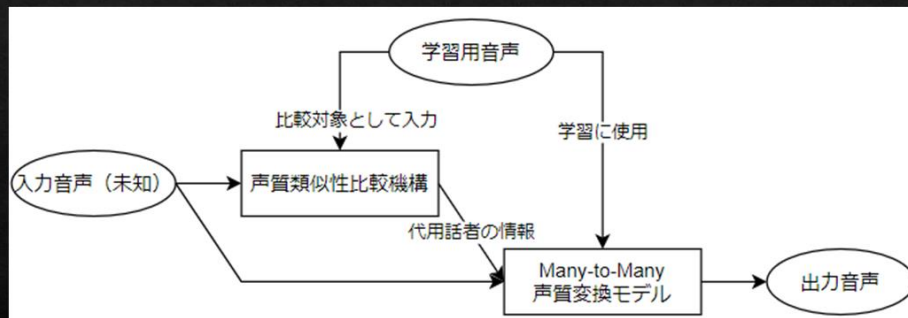 学習用音声
比較対象として入力
学習に使用
入力音声（未知）
声質類似性比較機構
代用話者の情報
Many-to-Many
声質変換モデル
出力音声